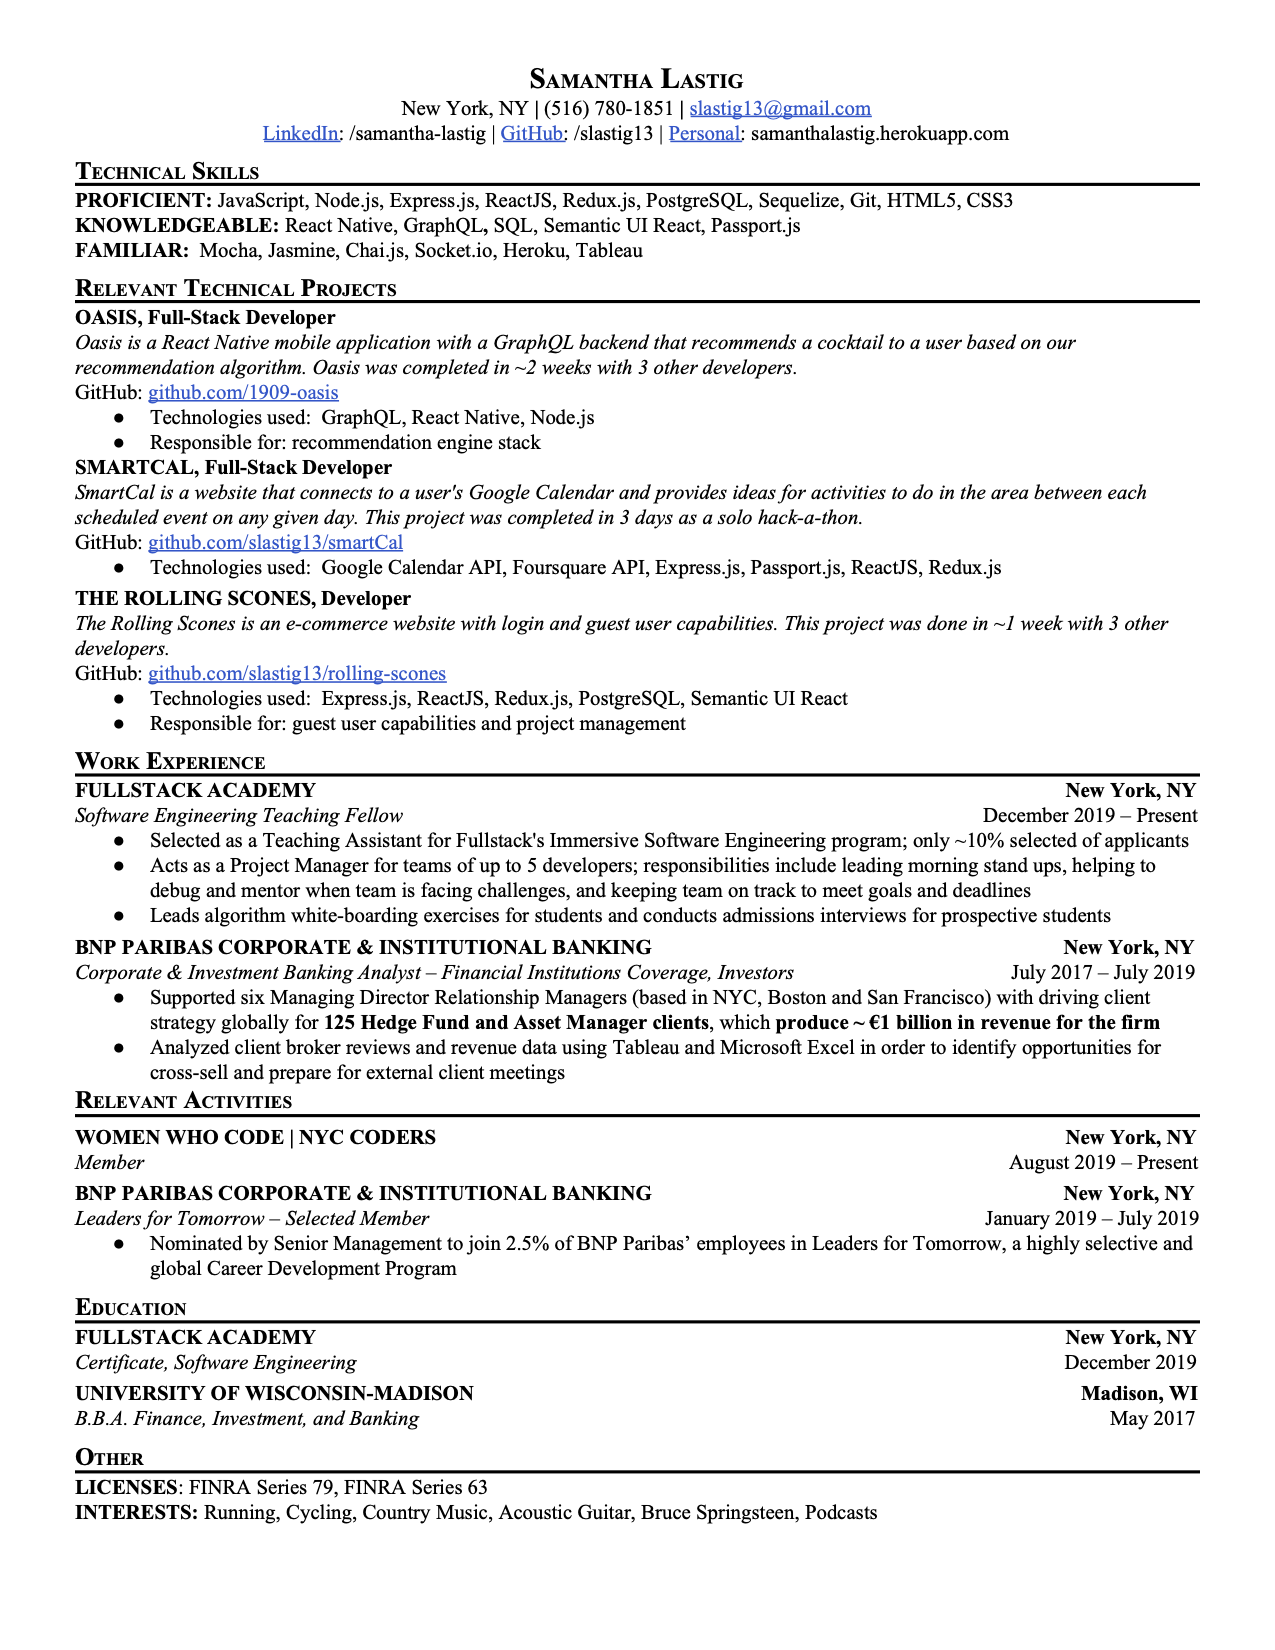 SAMANTHA LASTIG
New York, NY | (516) 780-1851 | slastig13@gmail.com
LinkedIn: /samantha-lastig | GitHub: /slastig13 | Personal: samanthalastig.herokuapp.com
TECHNICAL SKILLS
PROFICIENT: JavaScript, Node.js, Express.js, ReactJS, Redux.js, PostgreSQL, Sequelize, Git, HTML5, CSS3
KNOWLEDGEABLE: React Native, GraphQL, SQL, Semantic UI React, Passport.js
FAMILIAR: Mocha, Jasmine, Chai.js, Socket.io, Heroku, Tableau
RELEVANT TECHNICAL PROJECTS
OASIS, Full-Stack Developer
Oasis is a React Native mobile application with a GraphQL backend that recommends a cocktail to a user based on our
recommendation algorithm. Oasis was completed in ~2 weeks with 3 other developers.
GitHub: github.com/1909-oasis
● Technologies used: GraphQL, React Native, Node.js
● Responsible for: recommendation engine stack
SMARTCAL, Full-Stack Developer
SmartCal is a website that connects to a user's Google Calendar and provides ideas for activities to do in the area between each
scheduled event on any given day. This project was completed in 3 days as a solo hack-a-thon.
GitHub: github.com/slastig13/smartCal
● Technologies used: Google Calendar API, Foursquare API, Express.js, Passport.js, ReactJS, Redux.js
THE ROLLING SCONES, Developer
The Rolling Scones is an e-commerce website with login and guest user capabilities. This project was done in ~1 week with 3 other
developers.
GitHub: github.com/slastig13/rolling-scones
● Technologies used: Express.js, ReactJS, Redux.js, PostgreSQL, Semantic UI React
● Responsible for: guest user capabilities and project management
WORK EXPERIENCE
FULLSTACK ACADEMY New York, NY
Software Engineering Teaching Fellow December 2019 – Present
● Selected as a Teaching Assistant for Fullstack's Immersive Software Engineering program; only ~10% selected of applicants
● Acts as a Project Manager for teams of up to 5 developers; responsibilities include leading morning stand ups, helping to
debug and mentor when team is facing challenges, and keeping team on track to meet goals and deadlines
● Leads algorithm white-boarding exercises for students and conducts admissions interviews for prospective students
BNP PARIBAS CORPORATE & INSTITUTIONAL BANKING New York, NY
Corporate & Investment Banking Analyst – Financial Institutions Coverage, Investors July 2017 – July 2019
● Supported six Managing Director Relationship Managers (based in NYC, Boston and San Francisco) with driving client
strategy globally for 125 Hedge Fund and Asset Manager clients, which produce ~ €1 billion in revenue for the firm
● Analyzed client broker reviews and revenue data using Tableau and Microsoft Excel in order to identify opportunities for
cross-sell and prepare for external client meetings
RELEVANT ACTIVITIES
WOMEN WHO CODE | NYC CODERS New York, NY
Member August 2019 – Present
BNP PARIBAS CORPORATE & INSTITUTIONAL BANKING New York, NY
Leaders for Tomorrow – Selected Member January 2019 – July 2019
● Nominated by Senior Management to join 2.5% of BNP Paribas’ employees in Leaders for Tomorrow, a highly selective and
global Career Development Program
EDUCATION
FULLSTACK ACADEMY New York, NY
Certificate, Software Engineering December 2019
UNIVERSITY OF WISCONSIN-MADISON Madison, WI
B.B.A. Finance, Investment, and Banking May 2017
OTHER
LICENSES: FINRA Series 79, FINRA Series 63
INTERESTS: Running, Cycling, Country Music, Acoustic Guitar, Bruce Springsteen, Podcasts